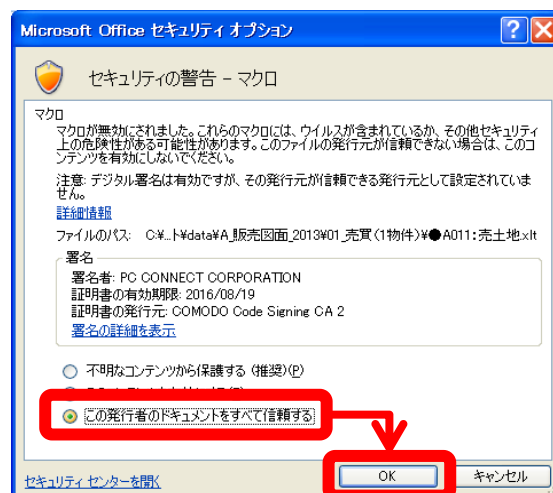 Microsoft Office セキュリティ オプション
セキュリティの警告 - マクロ
マクロ
マクロが無効にされました。これらのマクロには、ウイルスが含まれているか、その他セキュリティ
上の危険性がある可能性があります。このファイルの発行元が信頼できない場合は、このコ
ンテンツを有効にしないでください。
注意: デジタル署名は有効ですが、その発行元が信頼できる発行元として設定されていま
せん。
詳細情報
ファイルのパス: C:¥...ト¥data¥A_販売図面_2013¥01_売買(1物件)¥●A011:売土地.xlt
署名
署名者: PC CONNECT CORPORATION
証明書の有効期限: 2016/08/19
証明書の発行元: COMODO Code Signing CA 2
署名の詳細を表示
不明なコンテンツから保護する (推奨)(P)
この発行者のドキュメントをすべて信頼する
セキュリティ センターを開く
OK
キャンセル